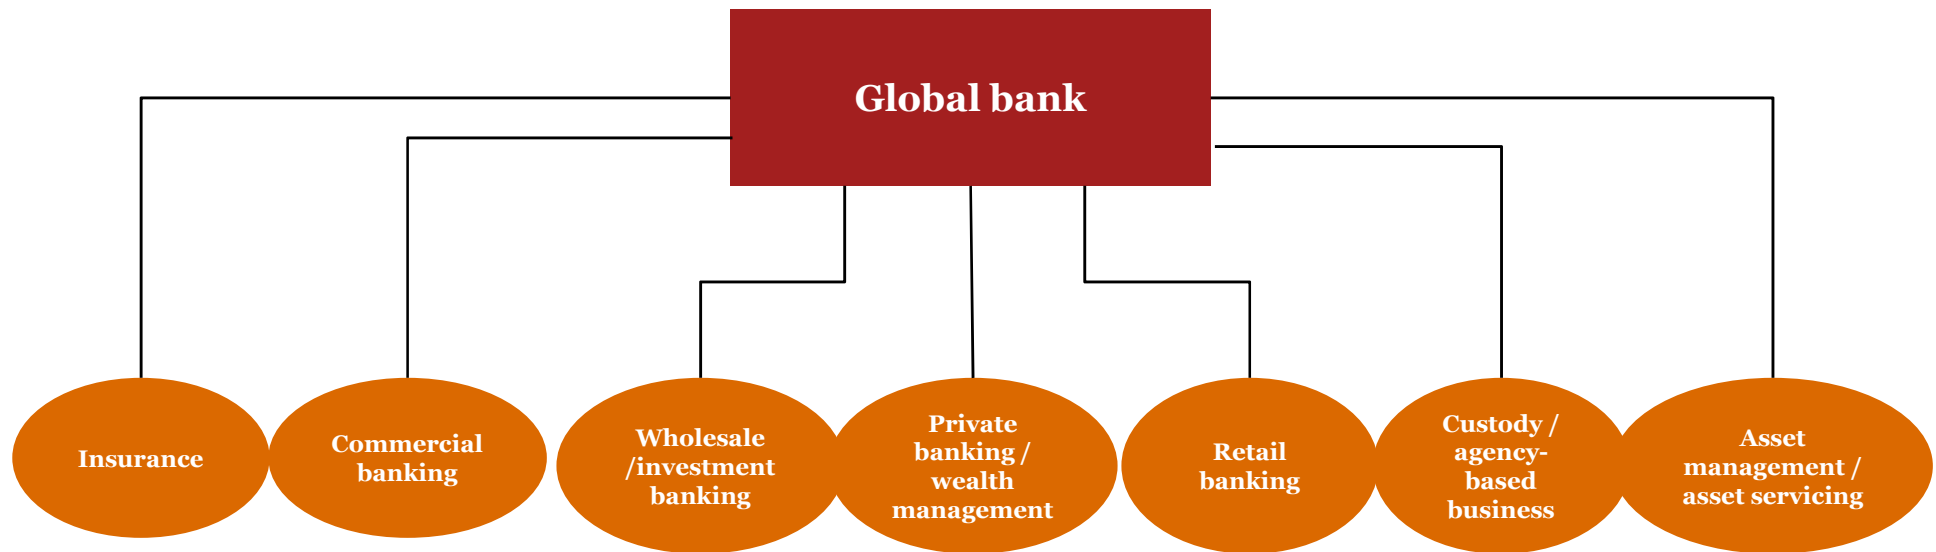 Global bank
Insurance
Commercial
banking
Wholesale
/investment
banking
Private
banking /
wealth
management
Retail
banking
Custody /
agency-
based
business
Asset
management /
asset servicing